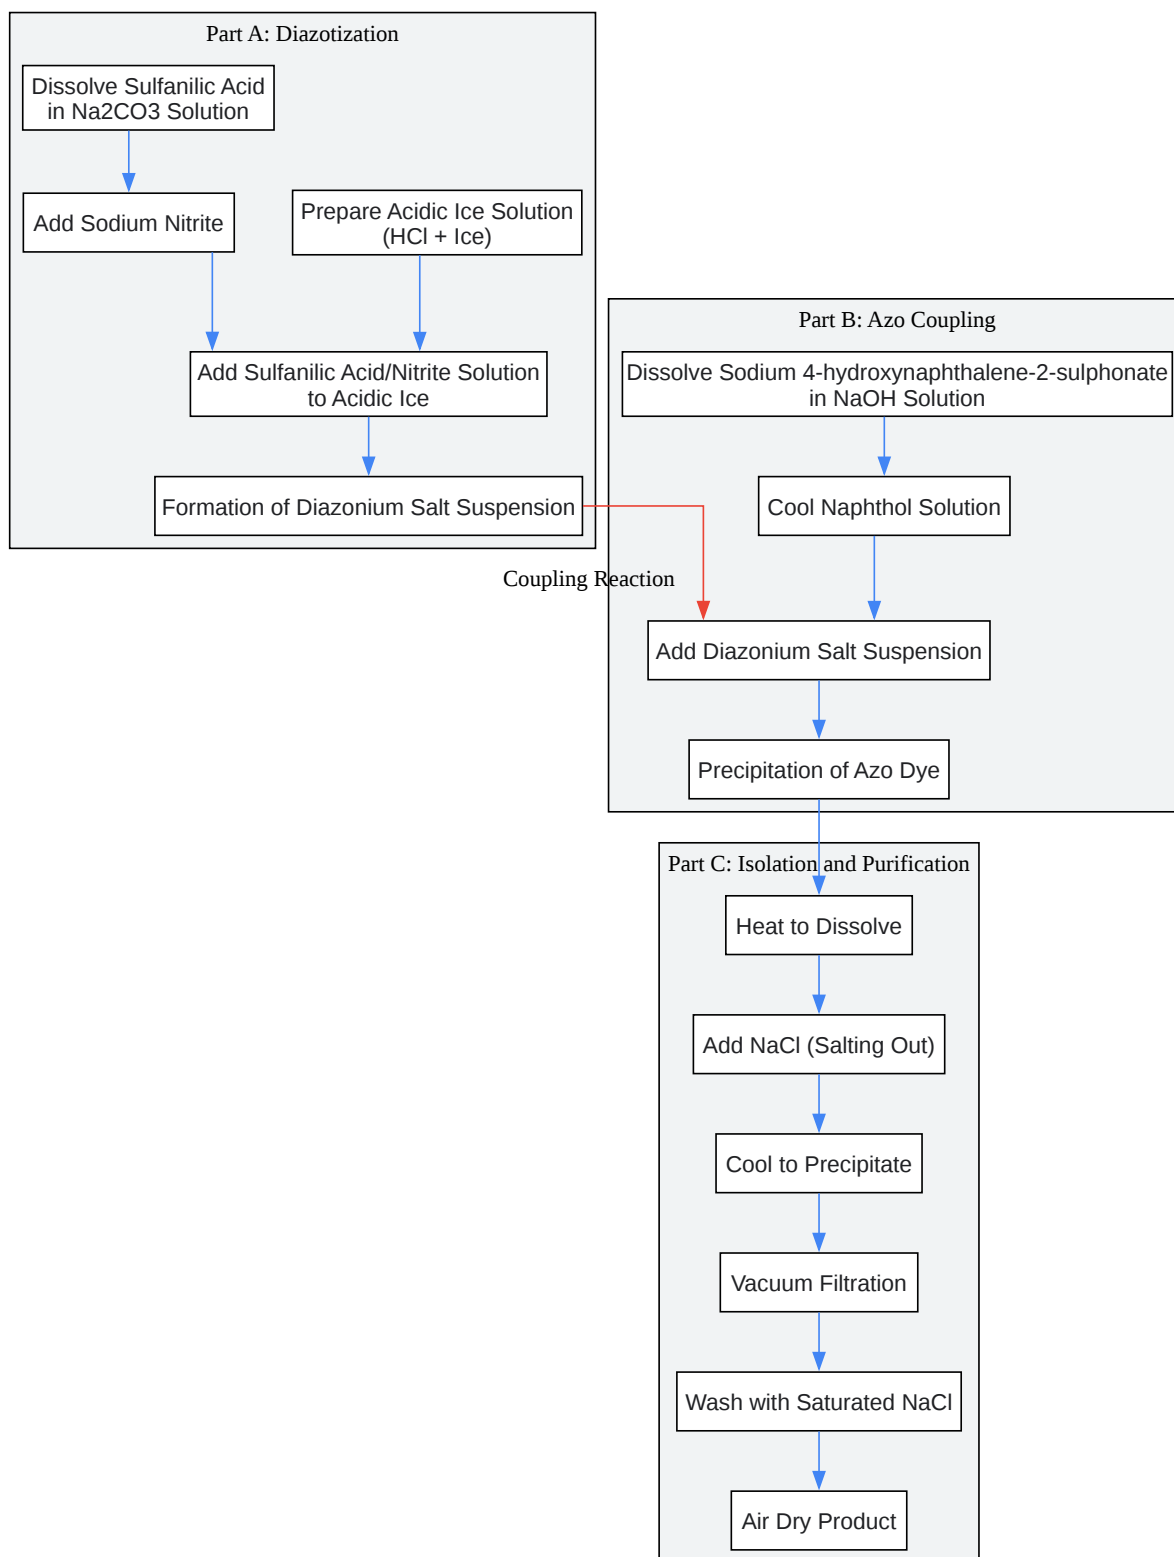 Part A: Diazotization
Dissolve Sulfanilic Acid
in Na2CO3 Solution
Add Sodium Nitrite
Prepare Acidic Ice Solution
(HCl + Ice)
Add Sulfanilic Acid/Nitrite Solution
to Acidic Ice
Formation of Diazonium Salt Suspension
Coupling Reaction
Part B: Azo Coupling
Dissolve Sodium 4-hydroxynaphthalene-2-sulphonate
in NaOH Solution
Cool Naphthol Solution
Add Diazonium Salt Suspension
Precipitation of Azo Dye
Part C: Isolation and Purification
Heat to Dissolve
Add NaCl (Salting Out)
Cool to Precipitate
Vacuum Filtration
Wash with Saturated NaCl
Air Dry Product